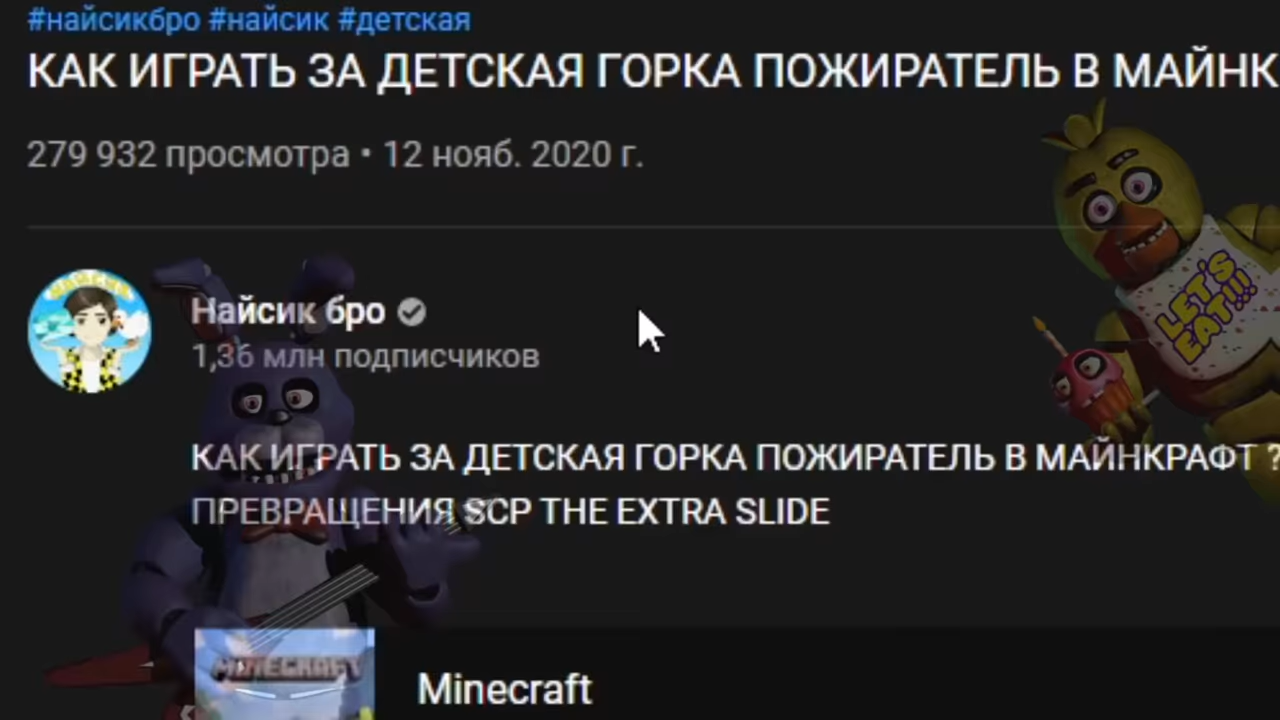 #найсикбро #найсик #детская
КАК ИГРАТЬ ЗА ДЕТСКАЯ ГОРКА ПОЖИРАТЕЛЬ В МАЙНК
279 932 просмотра • 12 нояб. 2020 г.
LET'S
EAT!!!
Найсик бро
1,36 млн подписчиков
КАК ИГРАТЬ ЗА ДЕТСКАЯ ГОРКА ПОЖИРАТЕЛЬ В МАЙНКРАФТ ?
ПРЕВРАЩЕНИЯ SCP THE EXTRA SLIDE
MINECRAFT
Minecraft